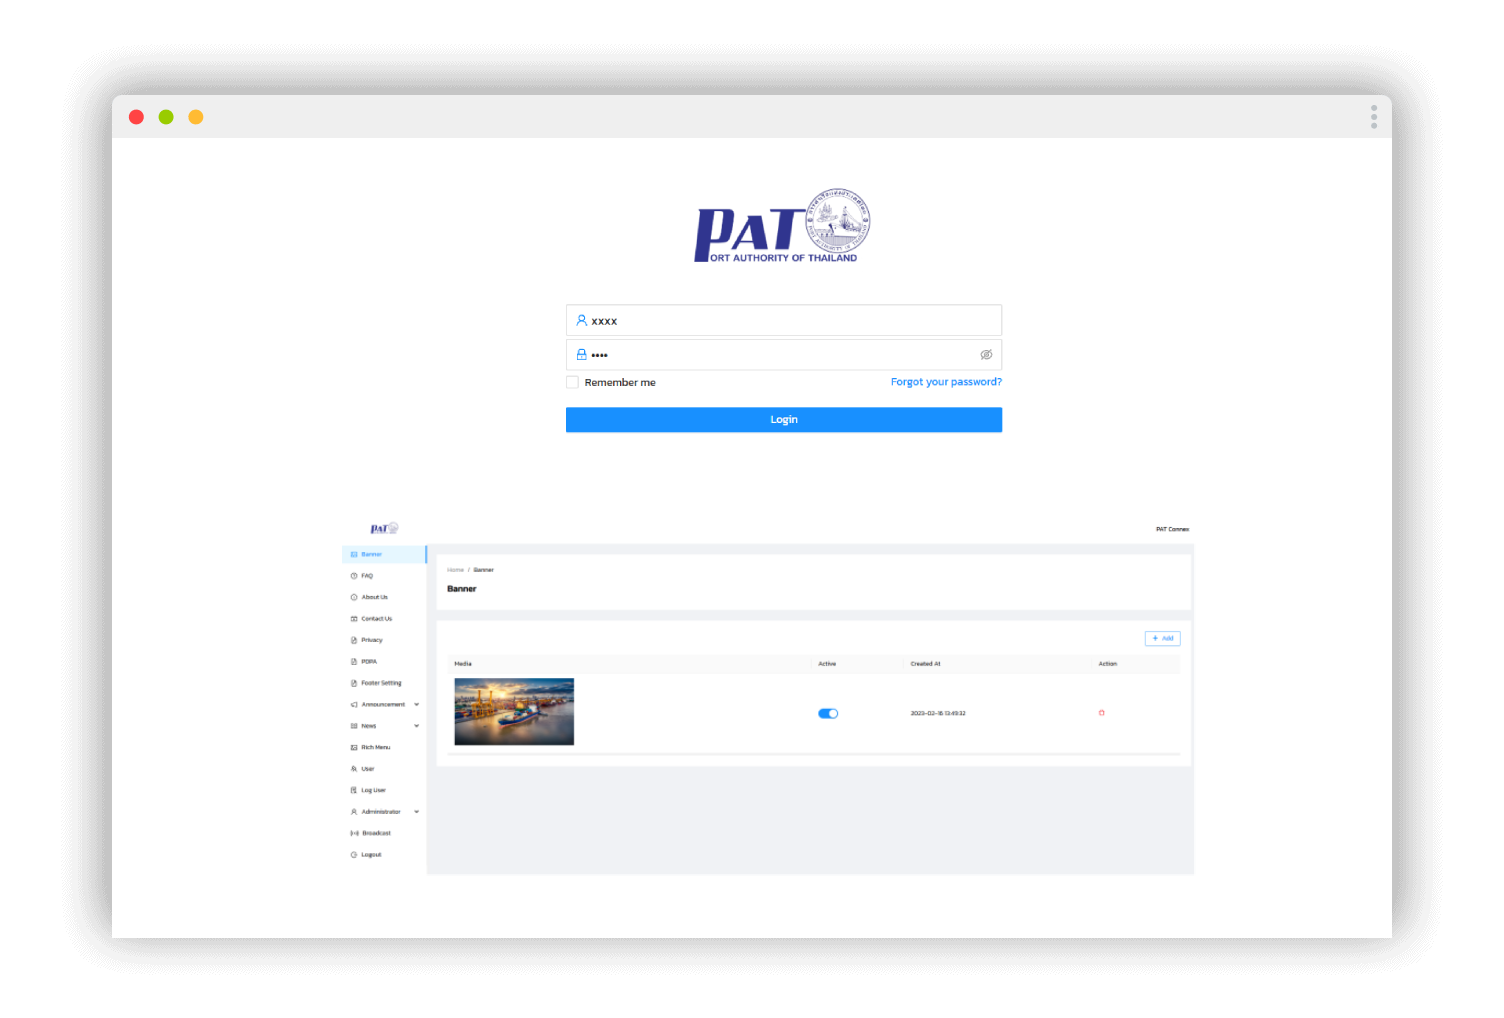 PAT
PORT AUTHORITY OF THAILAND
xxxx
••••
Remember me
Forgot your password?
Login
PAT
PAT Connex
Banner
FAQ
About Us
Contact Us
Privacy
PDPA
Footer Setting
Announcement
News
Rich Menu
User
Log User
Administrator
Broadcast
Logout
Home / Banner
Banner
+ Add
Media Active Created At Action
2023-02-16 13:49:32